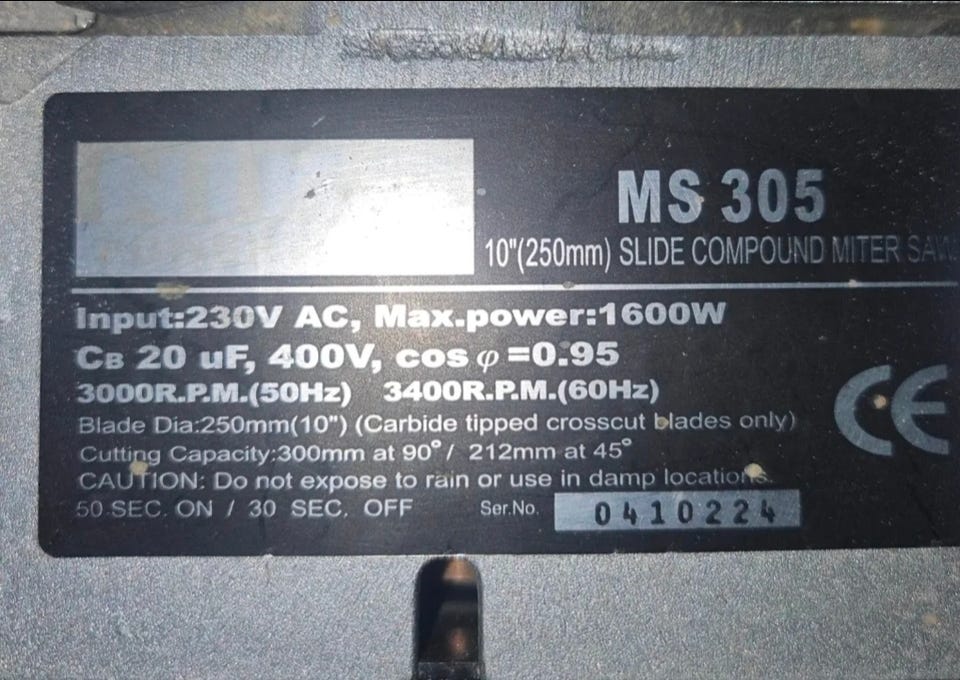 MS 305
10"(250mm) SLIDE COMPOUND MITER SAW
Input:230V AC, Max.power:1600W
CB 20 uF, 400V, cos φ =0.95
3000R.P.M.(50Hz) 3400R.P.M.(60Hz)
Blade Dia:250mm(10") (Carbide tipped crosscut blades only)
Cutting Capacity:300mm at 90°/ 212mm at 45°
CAUTION: Do not expose to rain or use in damp locations.
50 SEC. ON / 30 SEC. OFF Ser.No. 0410224
CE